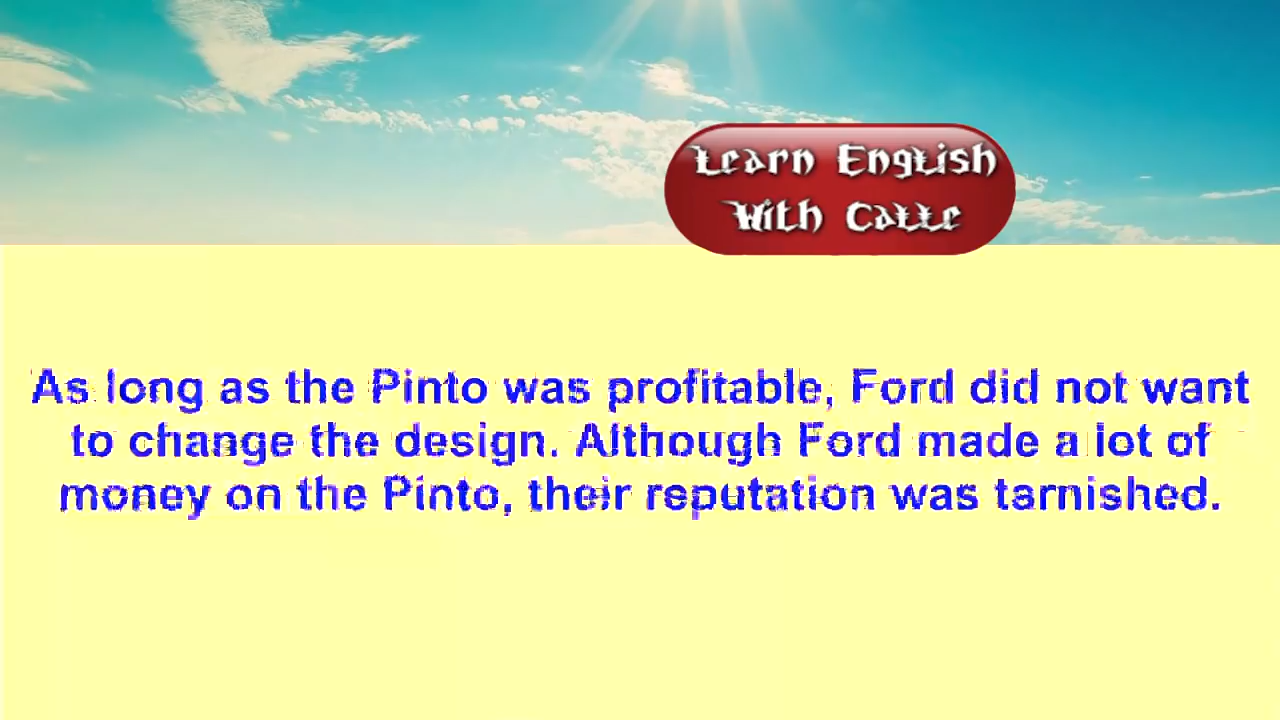 Learn English
With Calle
As long as the Pinto was profitable, Ford did not want
to change the design. Although Ford made a lot of
money on the Pinto, their reputation was tarnished.